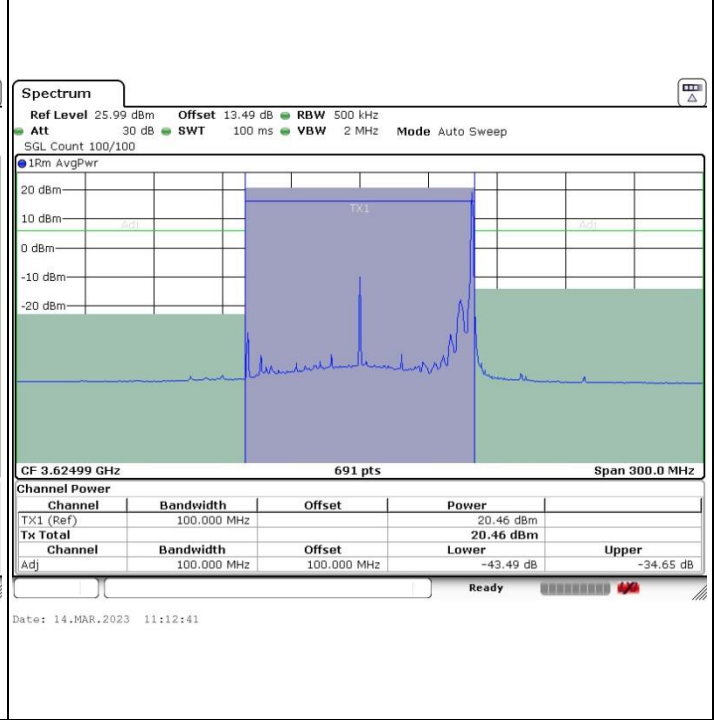 Spectrum
Ref Level 25.99 dBm Offset 13.49 dB RBW 500 kHz
Att 30 dB SWT 100 ms VBW 2 MHz Mode Auto Sweep
SGL Count 100/100
1Rm AvgPwr
20 dBm
TX1
10 dBm
Adj Adj
0 dBm
-10 dBm
-20 dBm
CF 3.62499 GHz 691 pts Span 300.0 MHz
Channel Power
Channel Bandwidth Offset Power
TX1 (Ref) 100.000 MHz 20.46 dBm
Tx Total 20.46 dBm
Channel Bandwidth Offset Lower Upper
Adj 100.000 MHz 100.000 MHz -43.49 dB -34.65 dB
Ready
Date: 14.MAR.2023 11:12:41